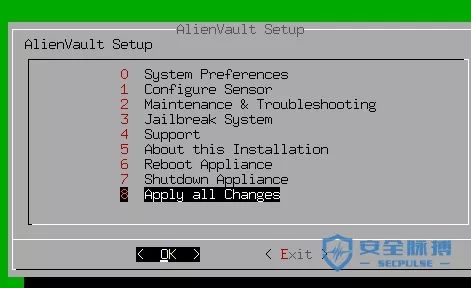 AlienVault Setup
AlienVault Setup
0 System Preferences
1 Configure Sensor
2 Maintenance & Troubleshooting
3 Jailbreak System
4 Support
5 About this Installation
6 Reboot Appliance
7 Shutdown Appliance
8 Apply all Changes
< OK > < Exit >
安全脉搏
SECPULSE